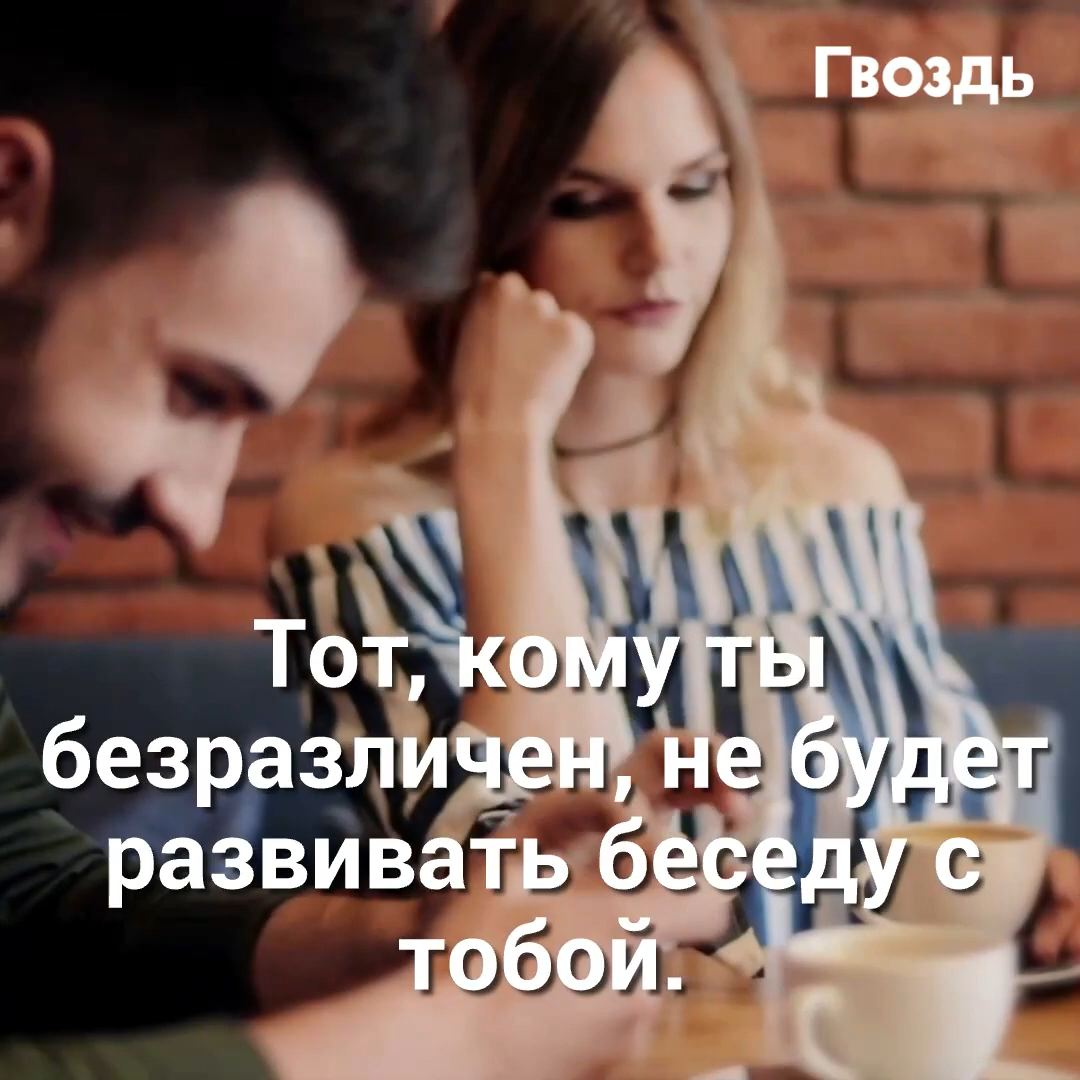 Гвоздь
Тот, кому ты
безразличен, не будет
развивать беседу с
тобой.